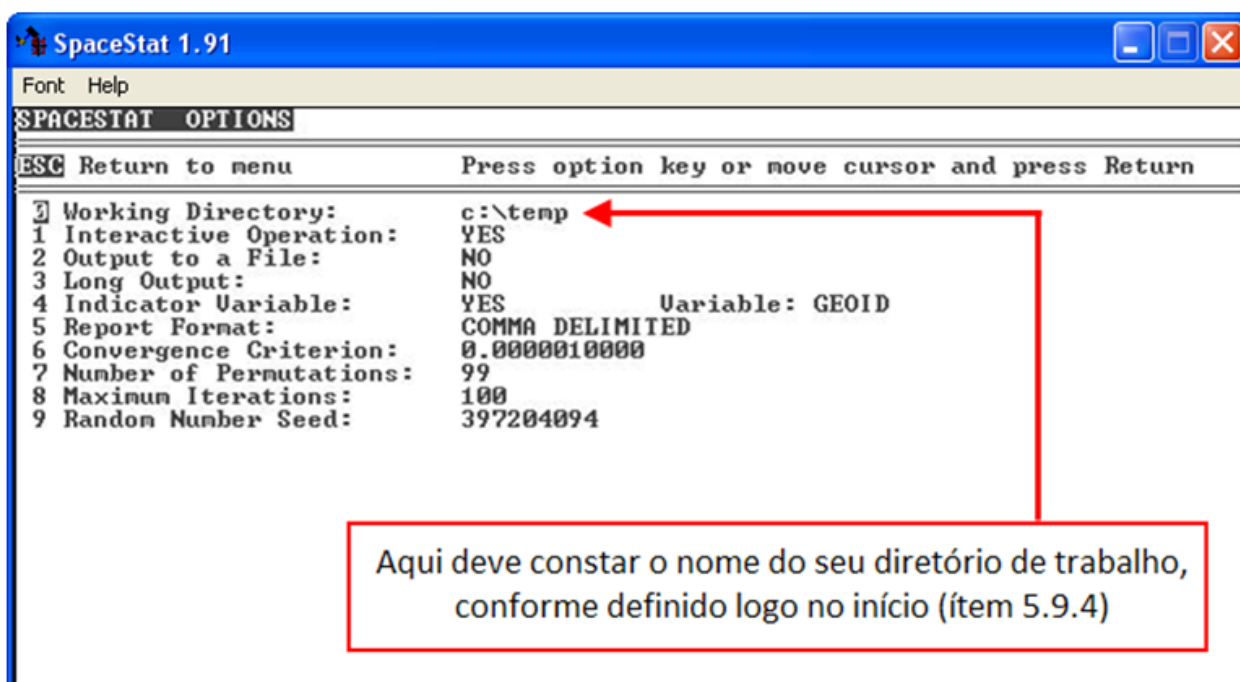 SpaceStat 1.91
Font Help
SPACESTAT OPTIONS
ESC Return to menu Press option key or move cursor and press Return
0 Working Directory: c:\temp
1 Interactive Operation: YES
2 Output to a File: NO
3 Long Output: NO
4 Indicator Variable: YES Variable: GEOID
5 Report Format: COMMA DELIMITED
6 Convergence Criterion: 0.0000010000
7 Number of Permutations: 99
8 Maximum Iterations: 100
9 Random Number Seed: 397204094
Aqui deve constar o nome do seu diretório de trabalho,
conforme definido logo no início (ítem 5.9.4)